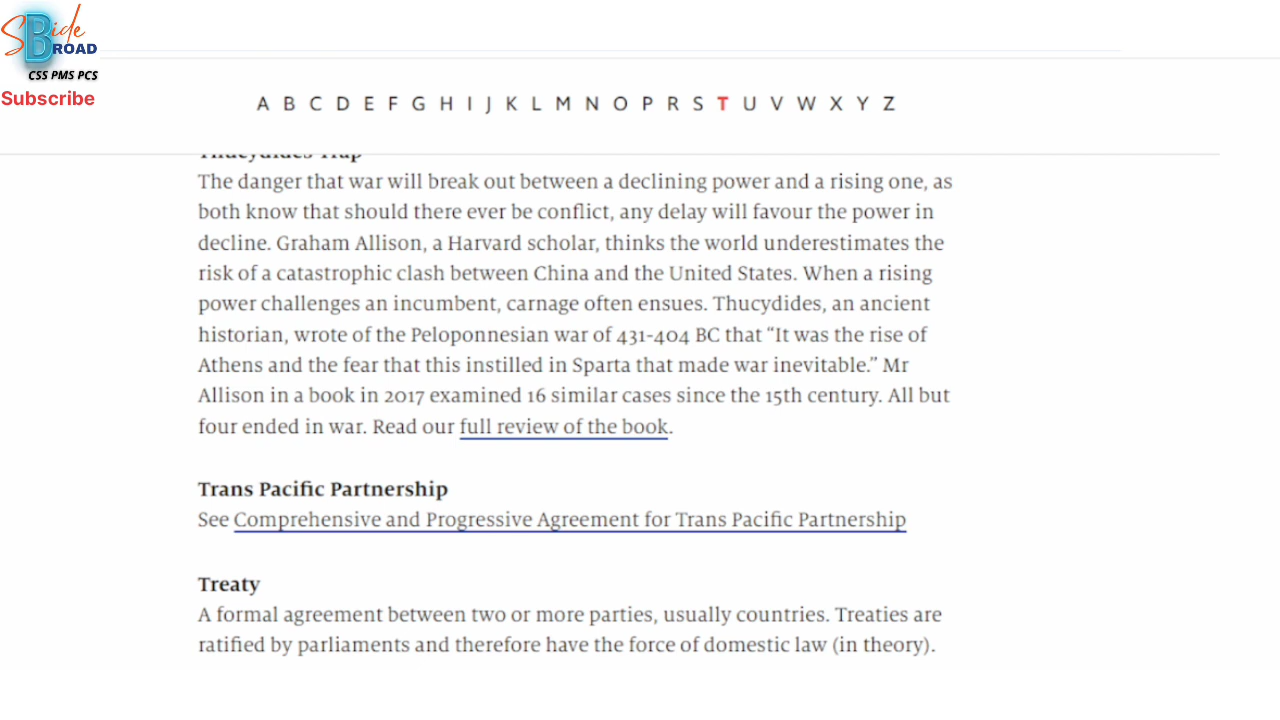 Bide
S B ROAD
CSS PMS PCS
Subscribe
A B C D E F G H I J K L M N O P R S T U V W X Y Z
Thucydides Trap
The danger that war will break out between a declining power and a rising one, as
both know that should there ever be conflict, any delay will favour the power in
decline. Graham Allison, a Harvard scholar, thinks the world underestimates the
risk of a catastrophic clash between China and the United States. When a rising
power challenges an incumbent, carnage often ensues. Thucydides, an ancient
historian, wrote of the Peloponnesian war of 431-404 BC that “It was the rise of
Athens and the fear that this instilled in Sparta that made war inevitable.” Mr
Allison in a book in 2017 examined 16 similar cases since the 15th century. All but
four ended in war. Read our full review of the book.
Trans Pacific Partnership
See Comprehensive and Progressive Agreement for Trans Pacific Partnership
Treaty
A formal agreement between two or more parties, usually countries. Treaties are
ratified by parliaments and therefore have the force of domestic law (in theory).